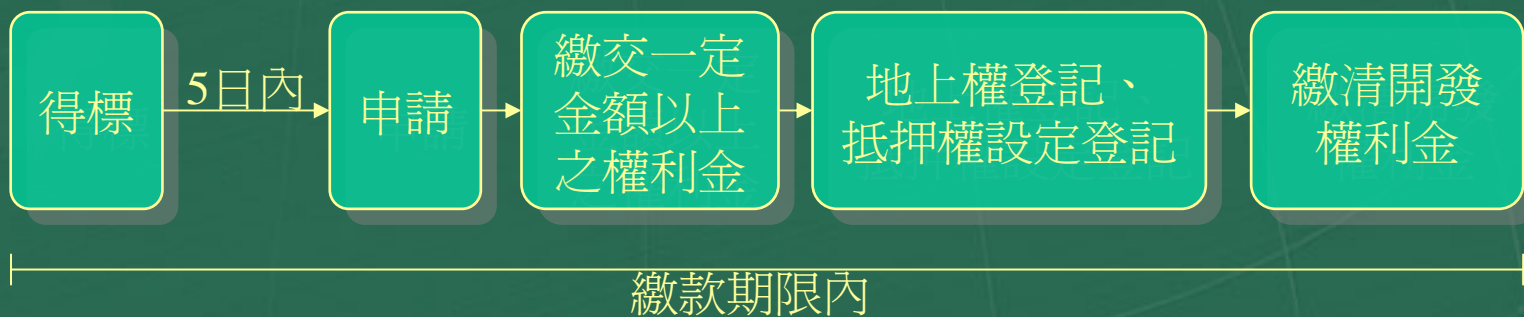 得標
5日內
申請
繳交一定
金額以上
之權利金
地上權登記、
抵押權設定登記
繳清開發
權利金
繳款期限內